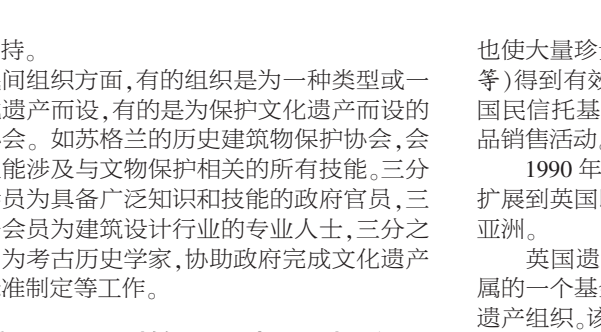 持。
间组织方面,有的组织是为一种类型或一
遗产而设,有的是为保护文化遗产而设的
会。如苏格兰的历史建筑物保护协会,会
能涉及与文物保护相关的所有技能。三分
员为具备广泛知识和技能的政府官员,三
会员为建筑设计行业的专业人士,三分之
为考古历史学家,协助政府完成文化遗产
准制定等工作。
也使大量珍
等)得到有效
国民信托基
品销售活动
1990 年
扩展到英国
亚洲。
英国遗
属的一个基
遗产组织。该